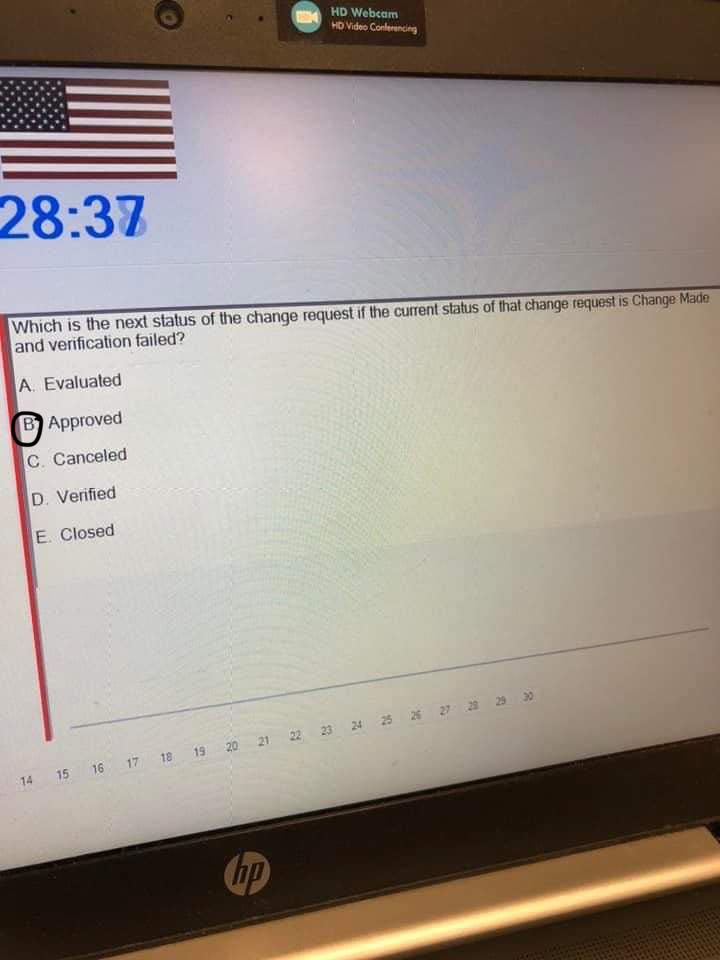 HD Webcam
HD Video Conferencing
28:37
Which is the next status of the change request if the current status of that change request is Change Made
and verification failed?
A. Evaluated
B. Approved
C. Canceled
D. Verified
E. Closed
14 15 16 17 18 19 20 21 22 23 24 25 26 27 28 29 30
hp